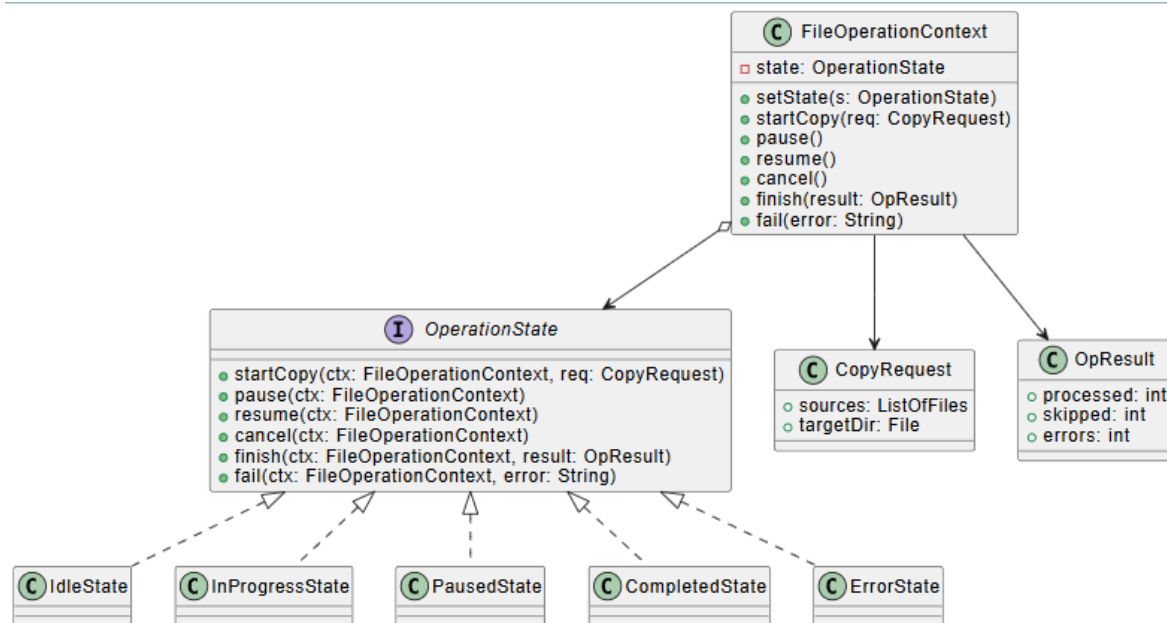 C FileOperationContext
state: OperationState
setState(s: OperationState)
startCopy(req: CopyRequest)
pause()
resume()
cancel()
finish(result: OpResult)
fail(error: String)
I OperationState
startCopy(ctx: FileOperationContext, req: CopyRequest)
pause(ctx: FileOperationContext)
resume(ctx: FileOperationContext)
cancel(ctx: FileOperationContext)
finish(ctx: FileOperationContext, result: OpResult)
fail(ctx: FileOperationContext, error: String)
C CopyRequest
sources: ListOfFiles
targetDir: File
C OpResult
processed: int
skipped: int
errors: int
C IdleState
C InProgressState
C PausedState
C CompletedState
C ErrorState